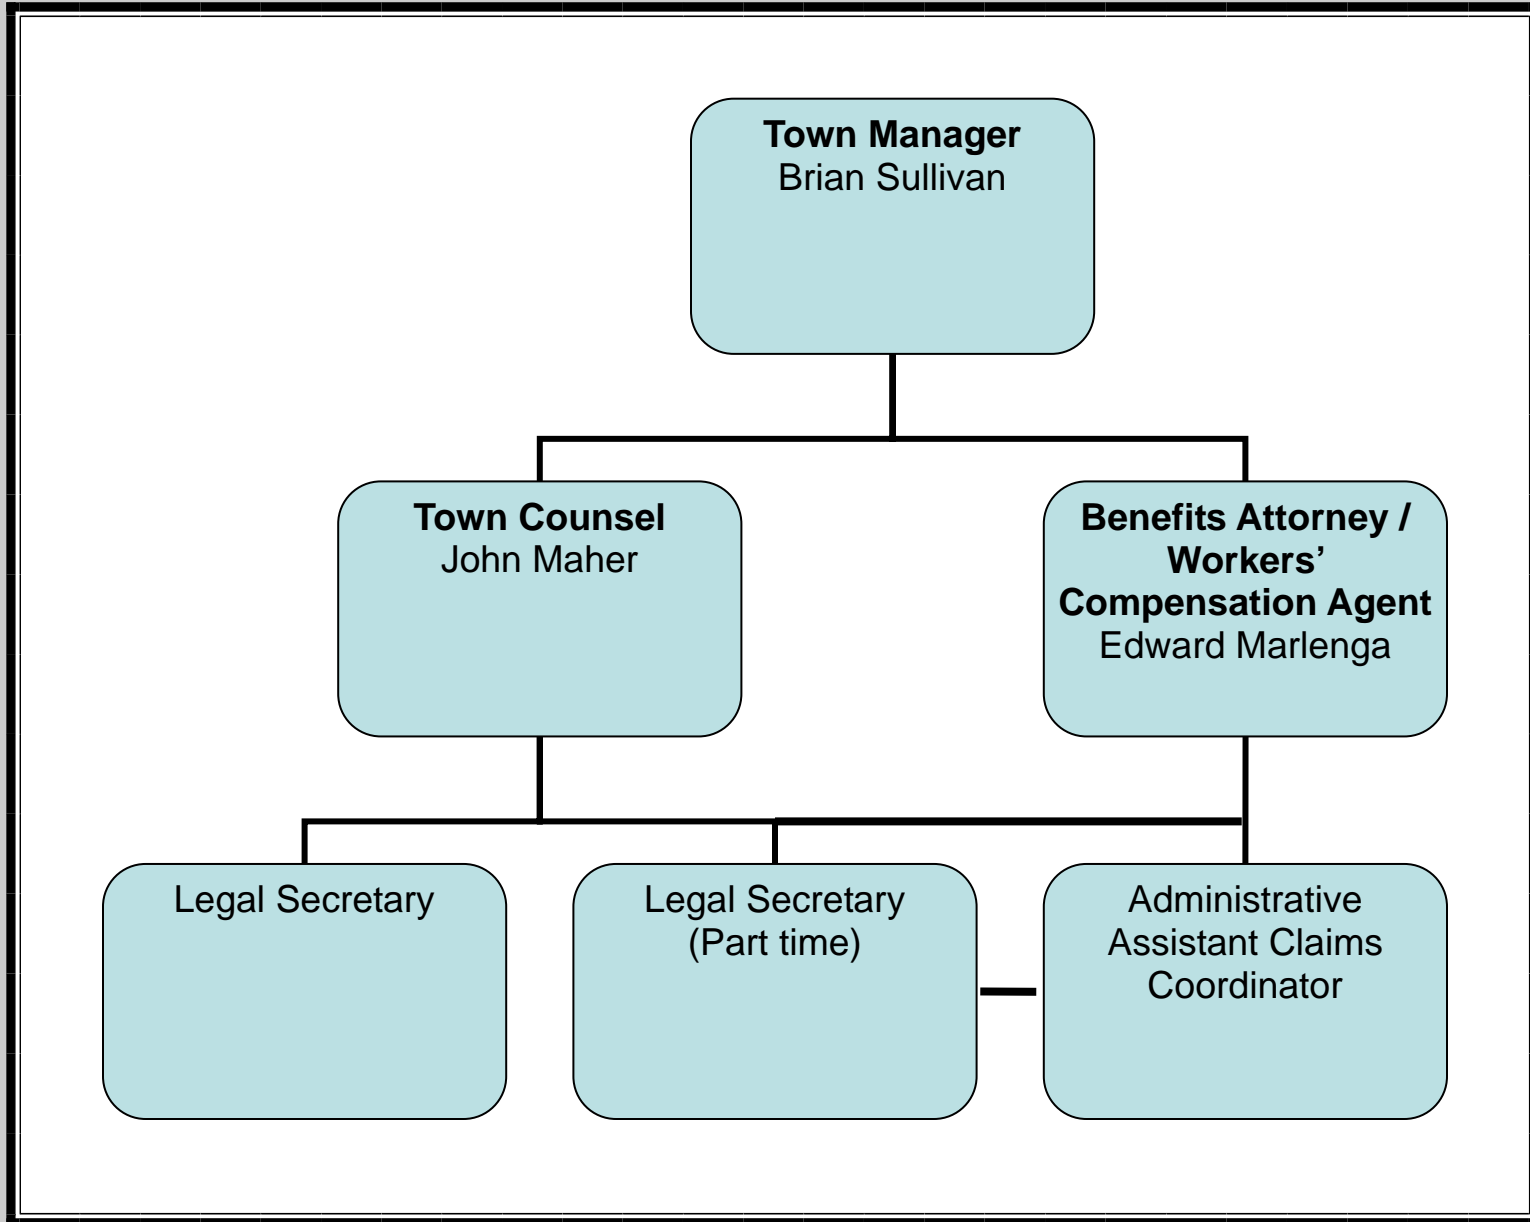 Town Manager
Brian Sullivan
Town Counsel
John Maher
Benefits Attorney /
Workers’
Compensation Agent
Edward Marlenga
Legal Secretary
Legal Secretary
(Part time)
Administrative
Assistant Claims
Coordinator